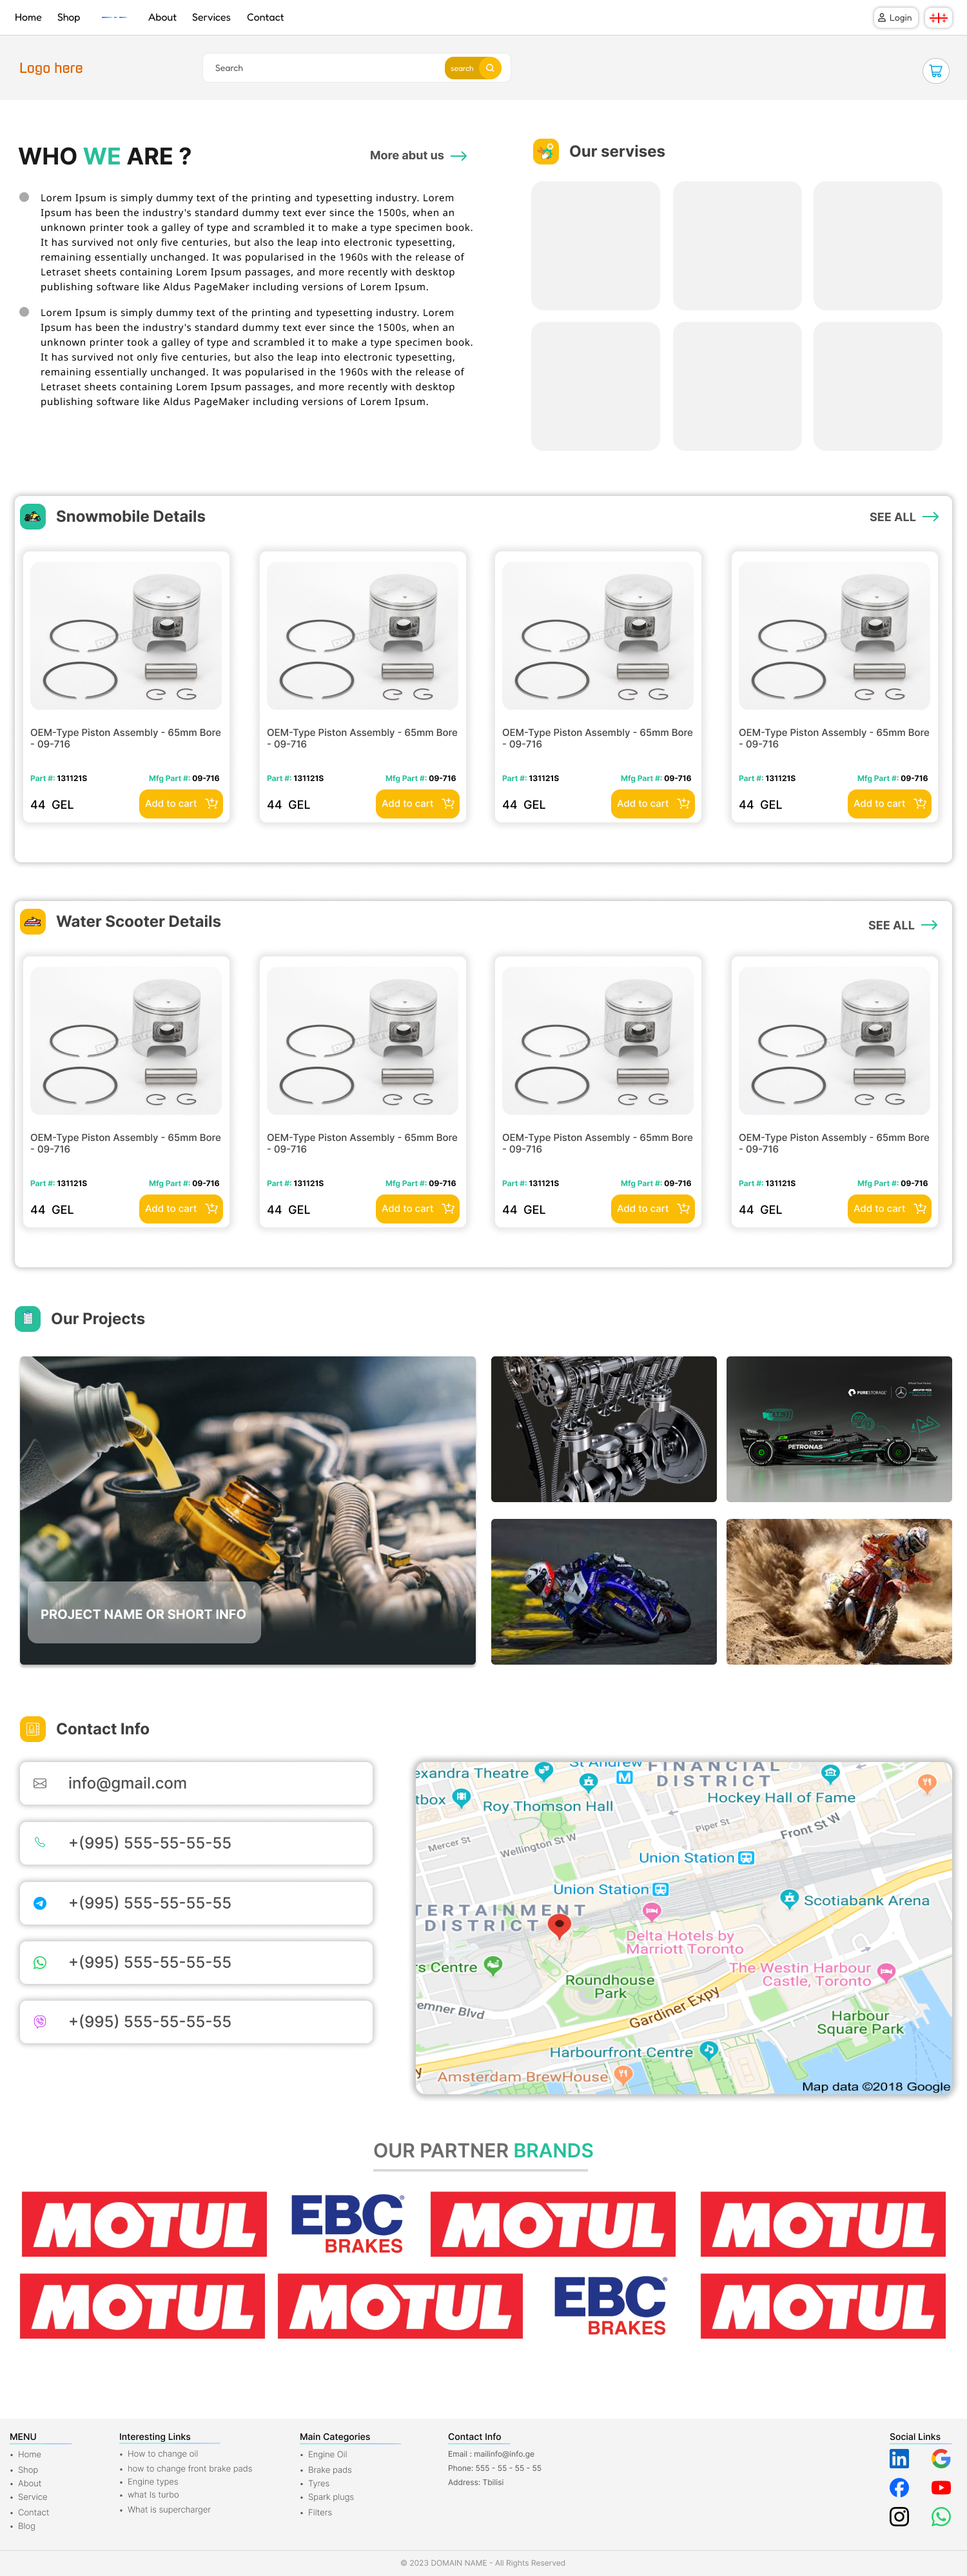 Home Shop About Services Contact Login
Logo here
Search search
WHO WE ARE ?
More abut us
Our servises
Lorem Ipsum is simply dummy text of the printing and typesetting industry. Lorem
Ipsum has been the industry's standard dummy text ever since the 1500s, when an
unknown printer took a galley of type and scrambled it to make a type specimen book.
It has survived not only five centuries, but also the leap into electronic typesetting,
remaining essentially unchanged. It was popularised in the 1960s with the release of
Letraset sheets containing Lorem Ipsum passages, and more recently with desktop
publishing software like Aldus PageMaker including versions of Lorem Ipsum.
Lorem Ipsum is simply dummy text of the printing and typesetting industry. Lorem
Ipsum has been the industry's standard dummy text ever since the 1500s, when an
unknown printer took a galley of type and scrambled it to make a type specimen book.
It has survived not only five centuries, but also the leap into electronic typesetting,
remaining essentially unchanged. It was popularised in the 1960s with the release of
Letraset sheets containing Lorem Ipsum passages, and more recently with desktop
publishing software like Aldus PageMaker including versions of Lorem Ipsum.
Snowmobile Details
SEE ALL
OEM-Type Piston Assembly - 65mm Bore
- 09-716
Part #: 131121S Mfg Part #: 09-716
44 GEL Add to cart
OEM-Type Piston Assembly - 65mm Bore
- 09-716
Part #: 131121S Mfg Part #: 09-716
44 GEL Add to cart
OEM-Type Piston Assembly - 65mm Bore
- 09-716
Part #: 131121S Mfg Part #: 09-716
44 GEL Add to cart
OEM-Type Piston Assembly - 65mm Bore
- 09-716
Part #: 131121S Mfg Part #: 09-716
44 GEL Add to cart
Water Scooter Details
SEE ALL
OEM-Type Piston Assembly - 65mm Bore
- 09-716
Part #: 131121S Mfg Part #: 09-716
44 GEL Add to cart
OEM-Type Piston Assembly - 65mm Bore
- 09-716
Part #: 131121S Mfg Part #: 09-716
44 GEL Add to cart
OEM-Type Piston Assembly - 65mm Bore
- 09-716
Part #: 131121S Mfg Part #: 09-716
44 GEL Add to cart
OEM-Type Piston Assembly - 65mm Bore
- 09-716
Part #: 131121S Mfg Part #: 09-716
44 GEL Add to cart
Our Projects
PROJECT NAME OR SHORT INFO
PURESTORAGE
INEOS
PETRONAS
Contact Info
info@gmail.com
+(995) 555-55-55-55
+(995) 555-55-55-55
+(995) 555-55-55-55
+(995) 555-55-55-55
exandra Theatre
St Andrew
FINANCIAL
DISTRICT
tbox
Roy Thomson Hall
Hockey Hall of Fame
Mercer St
Wellington St W
Piper St
Front St W
Union Station
Union Station
TERTAINMENT
DISTRICT
Scotiabank Arena
Delta Hotels by
Marriott Toronto
rs Centre
The Westin Harbour
Castle, Toronto
Roundhouse
Park
Gardiner Expy
emner Blvd
Harbour
Square Park
Harbourfront Centre
y
Amsterdam BrewHouse
Map data ©2018 Google
OUR PARTNER BRANDS
MOTUL
EBC
BRAKES
MOTUL
MOTUL
MOTUL
MOTUL
EBC
BRAKES
MOTUL
MENU
• Home
• Shop
• About
• Service
• Contact
• Blog
Interesting Links
• How to change oil
• how to change front brake pads
• Engine types
• what Is turbo
• What is supercharger
Main Categories
• Engine Oil
• Brake pads
• Tyres
• Spark plugs
• Filters
Contact Info
Email : mailinfo@info.ge
Phone: 555 - 55 - 55 - 55
Address: Tbilisi
Social Links
© 2023 DOMAIN NAME - All Rights Reserved